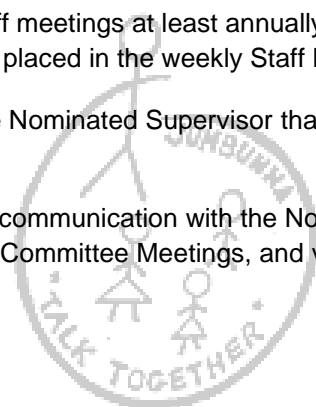 ff meetings at least annually
placed in the weekly Staff
e Nominated Supervisor tha
communication with the No
Committee Meetings, and
JUMBUNNA
TALK TOGETHER